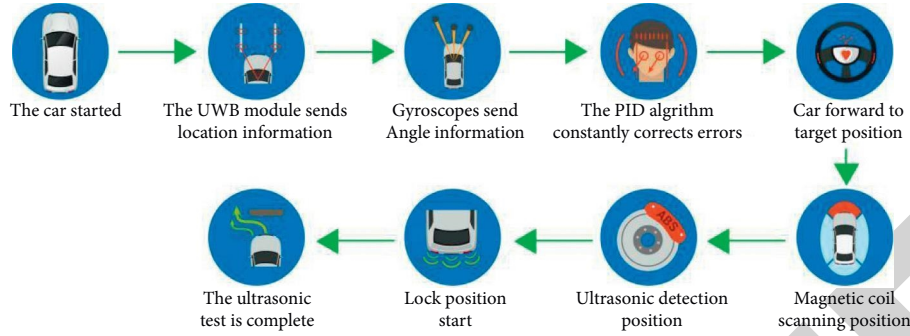 The car started
The UWB module sends
location information
Gyroscopes send
Angle information
The PID algrithm
constantly corrects errors
Car forward to
target position
ABS
Magnetic coil
scanning position
Ultrasonic detection
position
Lock position
start
The ultrasonic
test is complete